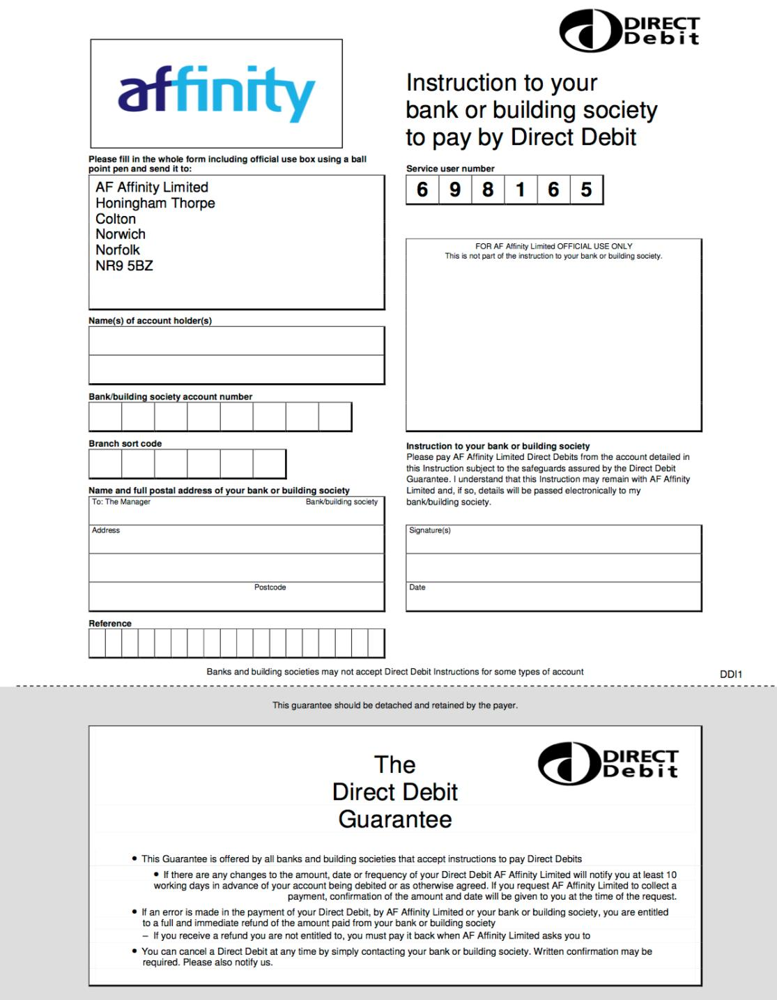 DIRECT
Debit
affinity
Instruction to your
bank or building society
to pay by Direct Debit
Please fill in the whole form including official use box using a ball
point pen and send it to:
AF Affinity Limited
Honingham Thorpe
Colton
Norwich
Norfolk
NR9 5BZ
Service user number
6 9 8 1 6 5
FOR AF Affinity Limited OFFICIAL USE ONLY
This is not part of the instruction to your bank or building society.
Name(s) of account holder(s)
Bank/building society account number
Branch sort code
Name and full postal address of your bank or building society
To: The Manager Bank/building society
Address
Postcode
Reference
Instruction to your bank or building society
Please pay AF Affinity Limited Direct Debits from the account detailed in
this Instruction subject to the safeguards assured by the Direct Debit
Guarantee. I understand that this Instruction may remain with AF Affinity
Limited and, if so, details will be passed electronically to my
bank/building society.
Signature(s)
Date
Banks and building societies may not accept Direct Debit Instructions for some types of account
DDI1
This guarantee should be detached and retained by the payer.
The
Direct Debit
Guarantee
DIRECT
Debit
• This Guarantee is offered by all banks and building societies that accept instructions to pay Direct Debits
• If there are any changes to the amount, date or frequency of your Direct Debit AF Affinity Limited will notify you at least 10
working days in advance of your account being debited or as otherwise agreed. If you request AF Affinity Limited to collect a
payment, confirmation of the amount and date will be given to you at the time of the request.
• If an error is made in the payment of your Direct Debit, by AF Affinity Limited or your bank or building society, you are entitled
to a full and immediate refund of the amount paid from your bank or building society
– If you receive a refund you are not entitled to, you must pay it back when AF Affinity Limited asks you to
• You can cancel a Direct Debit at any time by simply contacting your bank or building society. Written confirmation may be
required. Please also notify us.